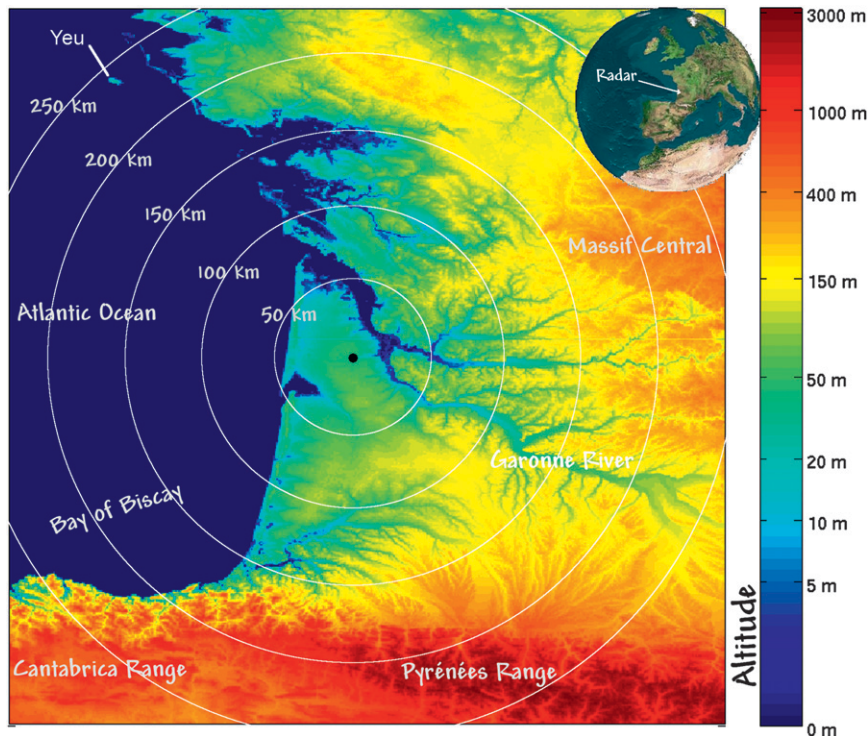 Yeu
250 Km
200 Km
150 Km
100 Km
50 Km
Atlantic Ocean
Bay of Biscay
Cantabrica Range
Pyrénées Range
Garonne River
Massif Central
Radar
3000 m
1000 m
400 m
150 m
50 m
20 m
10 m
5 m
0 m
Altitude